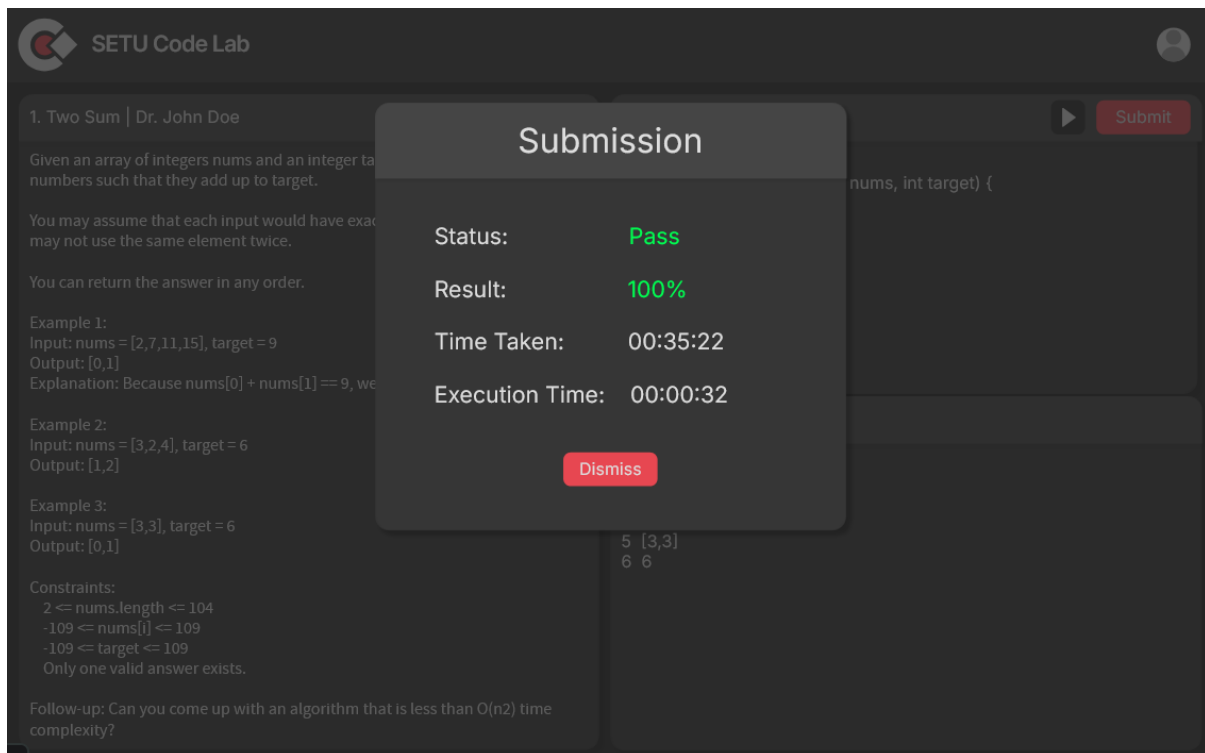 SETU Code Lab
1. Two Sum | Dr. John Doe
Submit
Given an array of integers nums and an integer ta
numbers such that they add up to target.
You may assume that each input would have exac
may not use the same element twice.
You can return the answer in any order.
Example 1:
Input: nums = [2,7,11,15], target = 9
Output: [0,1]
Explanation: Because nums[0] + nums[1] == 9, we
Example 2:
Input: nums = [3,2,4], target = 6
Output: [1,2]
Example 3:
Input: nums = [3,3], target = 6
Output: [0,1]
Constraints:
2 <= nums.length <= 104
-109 <= nums[i] <= 109
-109 <= target <= 109
Only one valid answer exists.
Follow-up: Can you come up with an algorithm that is less than O(n2) time
complexity?
nums, int target) {
5 [3,3]
6 6
Submission
Status: Pass
Result: 100%
Time Taken: 00:35:22
Execution Time: 00:00:32
Dismiss